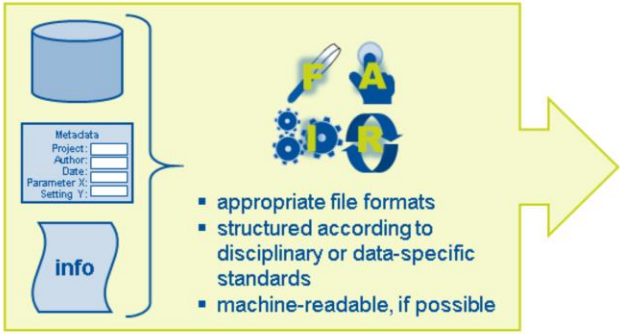 Metadata
Project:
Author:
Date:
Parameter X:
Setting Y:
info
F A
I R
▪ appropriate file formats
▪ structured according to
disciplinary or data-specific
standards
▪ machine-readable, if possible